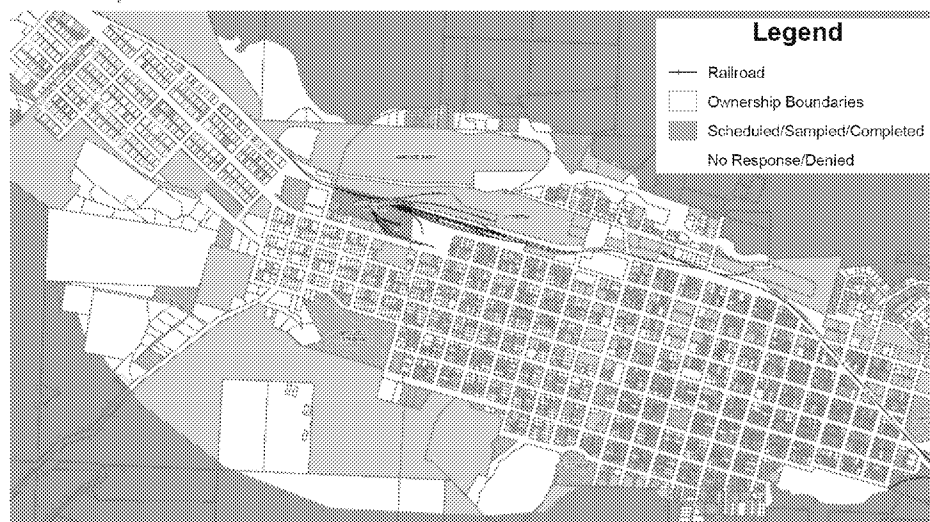 Legend
Railroad
Ownership Boundaries
Scheduled/Sampled/Completed
No Response/Denied